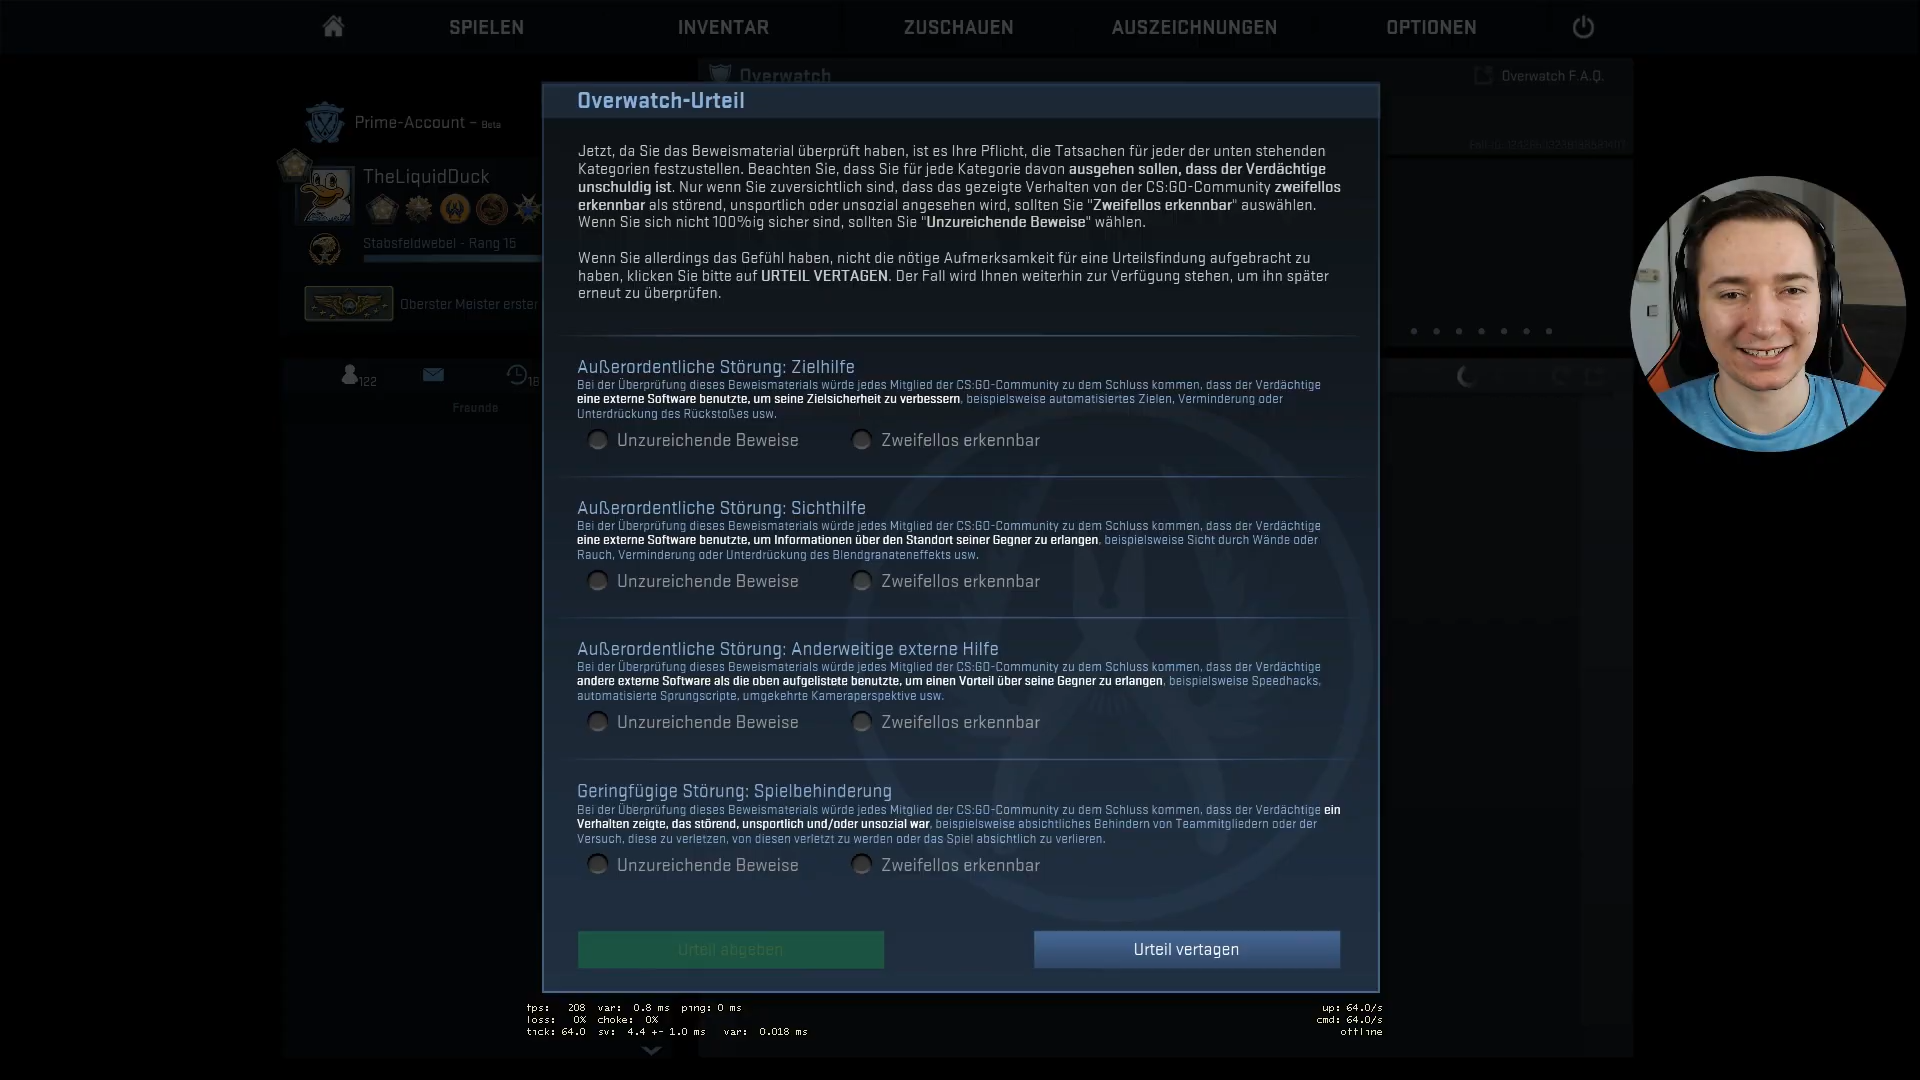 SPIELEN
INVENTAR
ZUSCHAUEN
AUSZEICHNUNGEN
OPTIONEN
Overwatch
Overwatch F.A.Q.
Prime-Account - Beta
TheLiquidDuck
Stabsfeldwebel - Rang 15
Oberster Meister erster
122
18
Freunde
Overwatch-Urteil
Jetzt, da Sie das Beweismaterial überprüft haben, ist es Ihre Pflicht, die Tatsachen für jeder der unten stehenden
Kategorien festzustellen. Beachten Sie, dass Sie für jede Kategorie davon ausgehen sollen, dass der Verdächtige
unschuldig ist. Nur wenn Sie zuversichtlich sind, dass das gezeigte Verhalten von der CS:GO-Community zweifellos
erkennbar als störend, unsportlich oder unsozial angesehen wird, sollten Sie "Zweifellos erkennbar" auswählen.
Wenn Sie sich nicht 100%ig sicher sind, sollten Sie "Unzureichende Beweise" wählen.
Wenn Sie allerdings das Gefühl haben, nicht die nötige Aufmerksamkeit für eine Urteilsfindung aufgebracht zu
haben, klicken Sie bitte auf URTEIL VERTAGEN. Der Fall wird Ihnen weiterhin zur Verfügung stehen, um ihn später
erneut zu überprüfen.
Außerordentliche Störung: Zielhilfe
Bei der Überprüfung dieses Beweismaterials würde jedes Mitglied der CS:GO-Community zu dem Schluss kommen, dass der Verdächtige
eine externe Software benutzte, um seine Zielsicherheit zu verbessern, beispielsweise automatisiertes Zielen, Verminderung oder
Unterdrückung des Rückstoßes usw.
Unzureichende Beweise Zweifellos erkennbar
Außerordentliche Störung: Sichthilfe
Bei der Überprüfung dieses Beweismaterials würde jedes Mitglied der CS:GO-Community zu dem Schluss kommen, dass der Verdächtige
eine externe Software benutzte, um Informationen über den Standort seiner Gegner zu erlangen, beispielsweise Sicht durch Wände oder
Rauch, Verminderung oder Unterdrückung des Blendgranateneffekts usw.
Unzureichende Beweise Zweifellos erkennbar
Außerordentliche Störung: Anderweitige externe Hilfe
Bei der Überprüfung dieses Beweismaterials würde jedes Mitglied der CS:GO-Community zu dem Schluss kommen, dass der Verdächtige
andere externe Software als die oben aufgelistete benutzte, um einen Vorteil über seine Gegner zu erlangen, beispielsweise Speedhacks,
automatisierte Sprungscripte, umgekehrte Kameraperspektive usw.
Unzureichende Beweise Zweifellos erkennbar
Geringfügige Störung: Spielbehinderung
Bei der Überprüfung dieses Beweismaterials würde jedes Mitglied der CS:GO-Community zu dem Schluss kommen, dass der Verdächtige ein
Verhalten zeigte, das störend, unsportlich und/oder unsozial war, beispielsweise absichtliches Behindern von Teammitgliedern oder der
Versuch, diese zu verletzen, von diesen verletzt zu werden oder das Spiel absichtlich zu verlieren.
Unzureichende Beweise Zweifellos erkennbar
Urteil abgeben
Urteil vertagen
fps: 208 var: 0.8 ms ping: 0 ms
loss: 0% choke: 0%
tick: 64.0 sv: 4.4 +- 1.0 ms var: 0.018 ms
up: 64.0/s
cmd: 64.0/s
offline